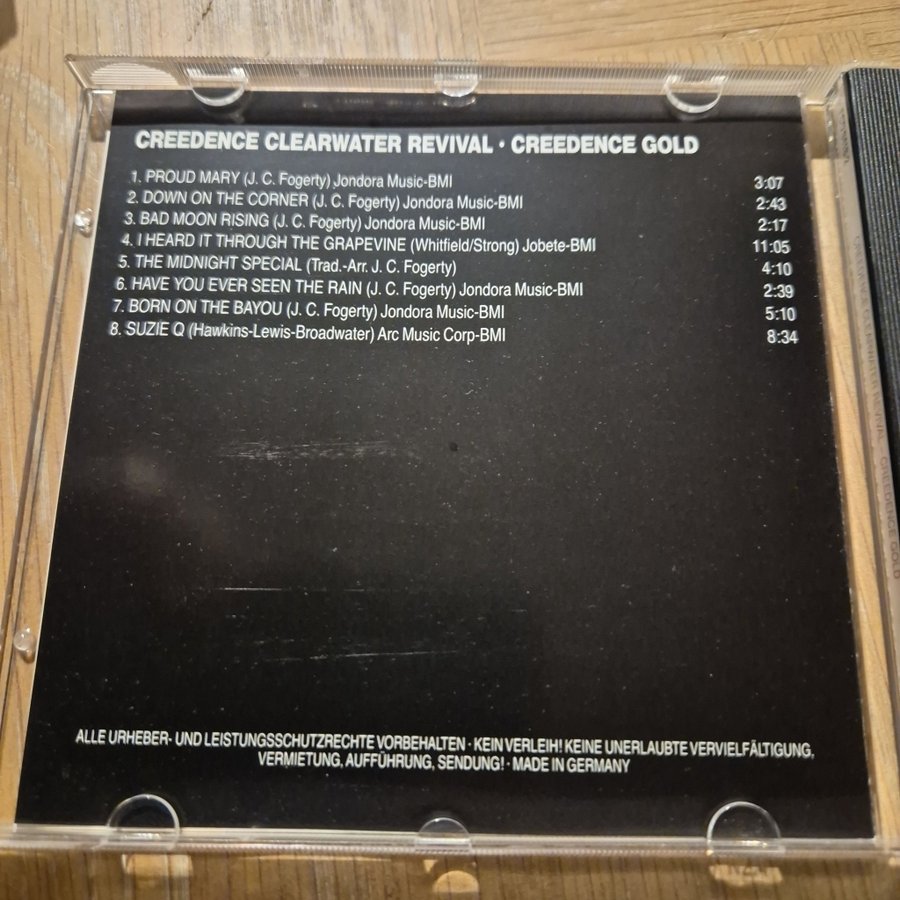 CREEDENCE CLEARWATER REVIVAL · CREEDENCE GOLD
1. PROUD MARY (J. C. Fogerty) Jondora Music-BMI 3:07
2. DOWN ON THE CORNER (J. C. Fogerty) Jondora Music-BMI 2:43
3. BAD MOON RISING (J. C. Fogerty) Jondora Music-BMI 2:17
4. I HEARD IT THROUGH THE GRAPEVINE (Whitfield/Strong) Jobete-BMI 11:05
5. THE MIDNIGHT SPECIAL (Trad.-Arr. J. C. Fogerty) 4:10
6. HAVE YOU EVER SEEN THE RAIN (J. C. Fogerty) Jondora Music-BMI 2:39
7. BORN ON THE BAYOU (J. C. Fogerty) Jondora Music-BMI 5:10
8. SUZIE Q (Hawkins-Lewis-Broadwater) Arc Music Corp-BMI 8:34
ALLE URHEBER- UND LEISTUNGSSCHUTZRECHTE VORBEHALTEN · KEIN VERLEIH! KEINE UNERLAUBTE VERVIELFÄLTIGUNG,
VERMIETUNG, AUFFÜHRUNG, SENDUNG! · MADE IN GERMANY
CREEDENCE GOLD